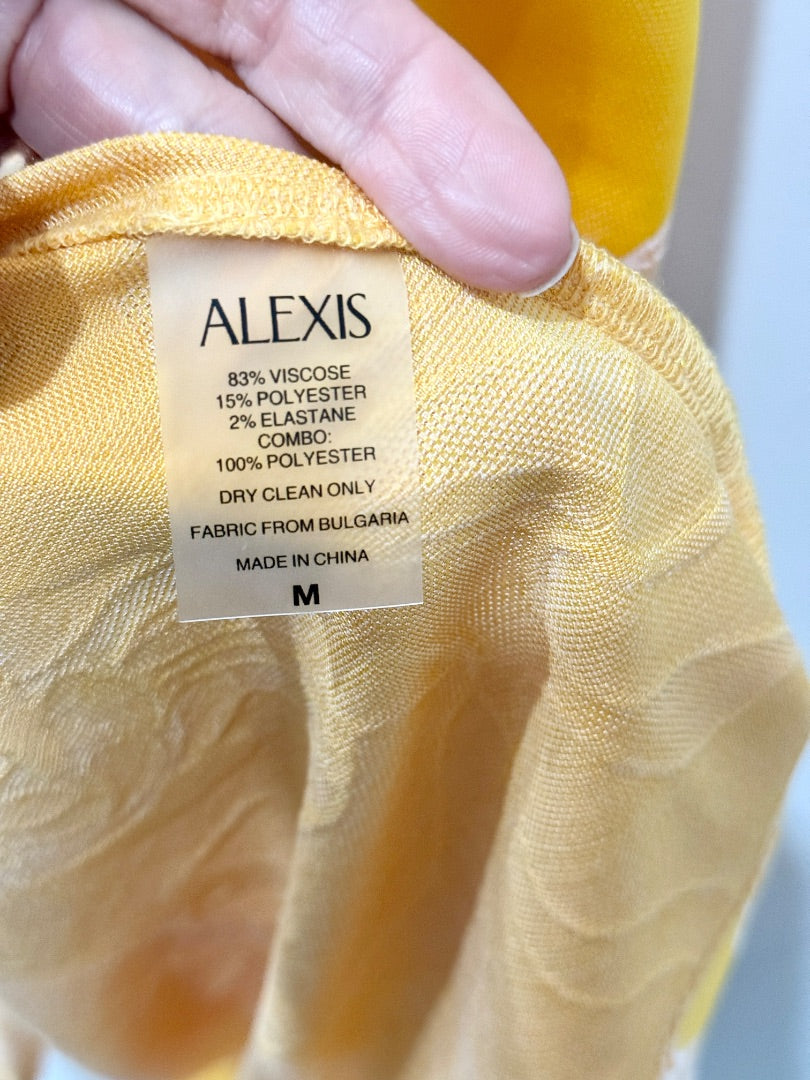 ALEXIS
83% VISCOSE
15% POLYESTER
2% ELASTANE
COMBO:
100% POLYESTER
DRY CLEAN ONLY
FABRIC FROM BULGARIA
MADE IN CHINA
M